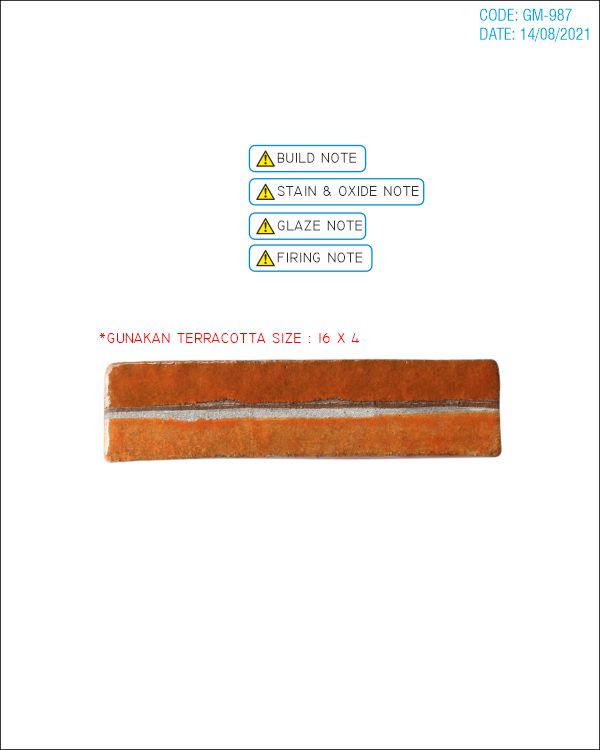 CODE: GM-987
DATE: 14/08/2021
BUILD NOTE
STAIN & OXIDE NOTE
GLAZE NOTE
FIRING NOTE
*GUNAKAN TERRACOTTA SIZE : 16 X 4